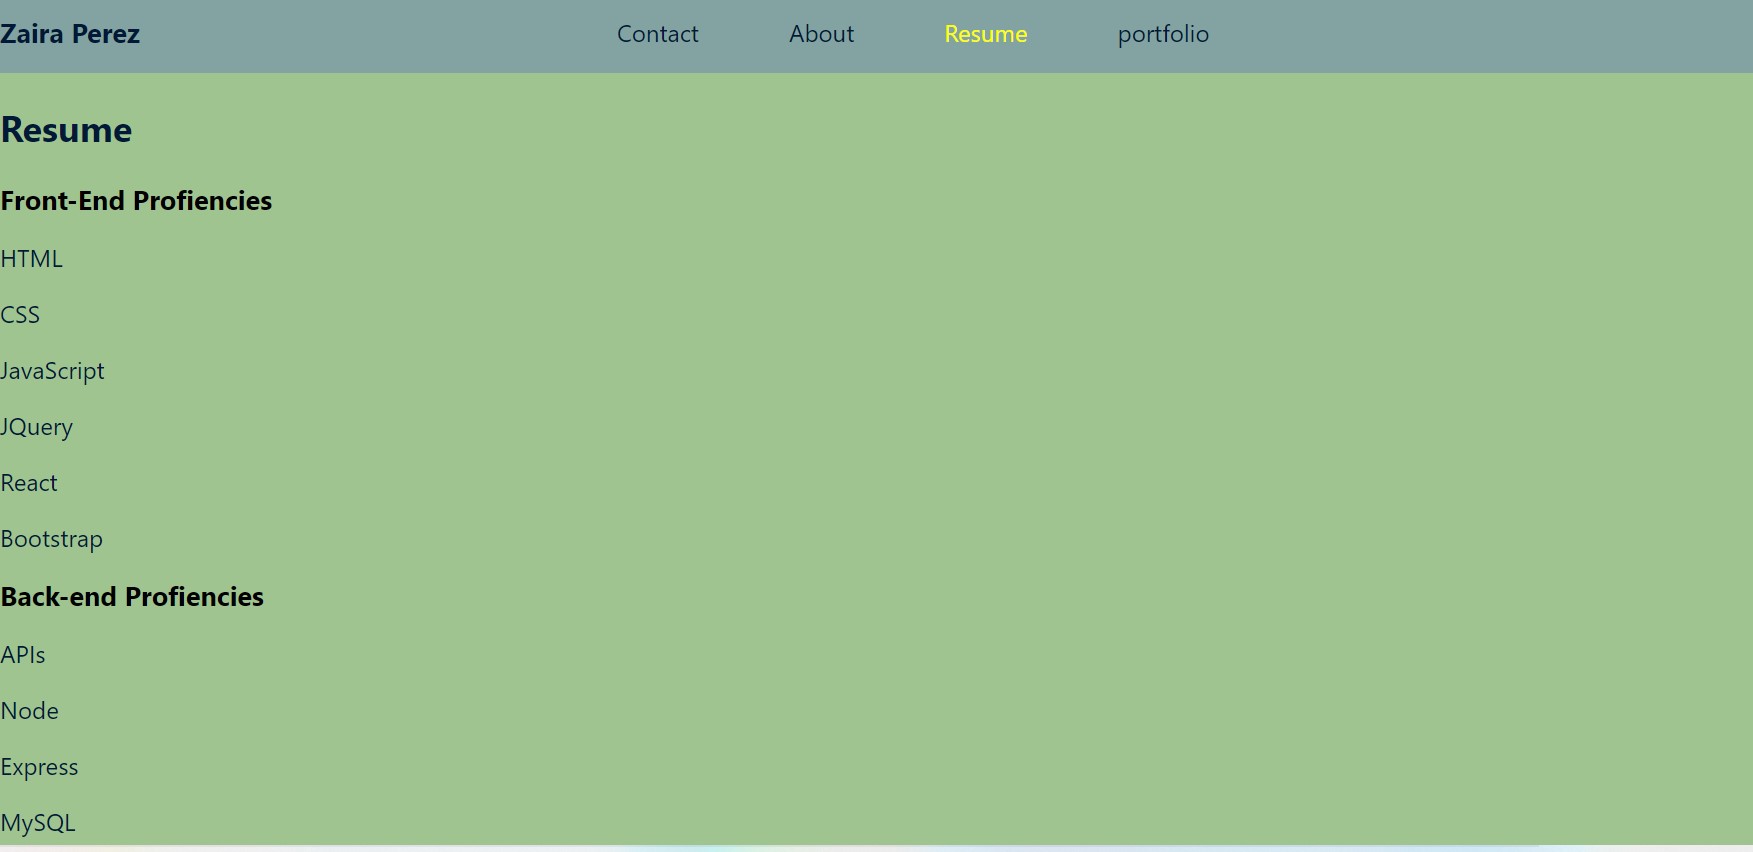 Zaira Perez Contact About Resume portfolio
Resume
Front-End Profiencies
HTML
CSS
JavaScript
JQuery
React
Bootstrap
Back-end Profiencies
APIs
Node
Express
MySQL